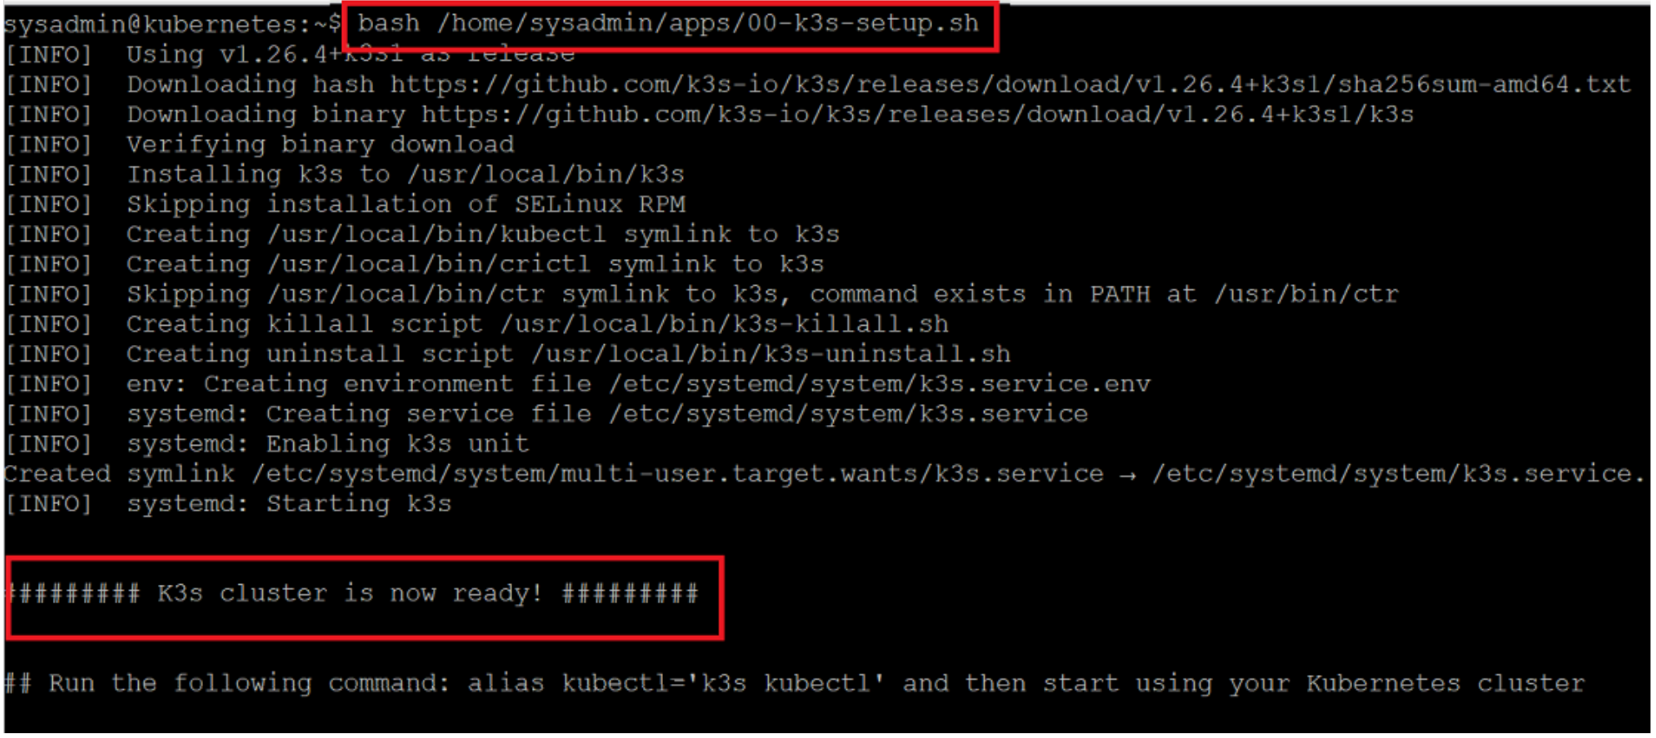 sysadmin@kubernetes:~$ bash /home/sysadmin/apps/00-k3s-setup.sh
[INFO]  Using v1.26.4+k3s1 as release
[INFO]  Downloading hash https://github.com/k3s-io/k3s/releases/download/v1.26.4+k3s1/sha256sum-amd64.txt
[INFO]  Downloading binary https://github.com/k3s-io/k3s/releases/download/v1.26.4+k3s1/k3s
[INFO]  Verifying binary download
[INFO]  Installing k3s to /usr/local/bin/k3s
[INFO]  Skipping installation of SELinux RPM
[INFO]  Creating /usr/local/bin/kubectl symlink to k3s
[INFO]  Creating /usr/local/bin/crictl symlink to k3s
[INFO]  Skipping /usr/local/bin/ctr symlink to k3s, command exists in PATH at /usr/bin/ctr
[INFO]  Creating killall script /usr/local/bin/k3s-killall.sh
[INFO]  Creating uninstall script /usr/local/bin/k3s-uninstall.sh
[INFO]  env: Creating environment file /etc/systemd/system/k3s.service.env
[INFO]  systemd: Creating service file /etc/systemd/system/k3s.service
[INFO]  systemd: Enabling k3s unit
Created symlink /etc/systemd/system/multi-user.target.wants/k3s.service → /etc/systemd/system/k3s.service.
[INFO]  systemd: Starting k3s
######### K3s cluster is now ready! #########
## Run the following command: alias kubectl='k3s kubectl' and then start using your Kubernetes cluster